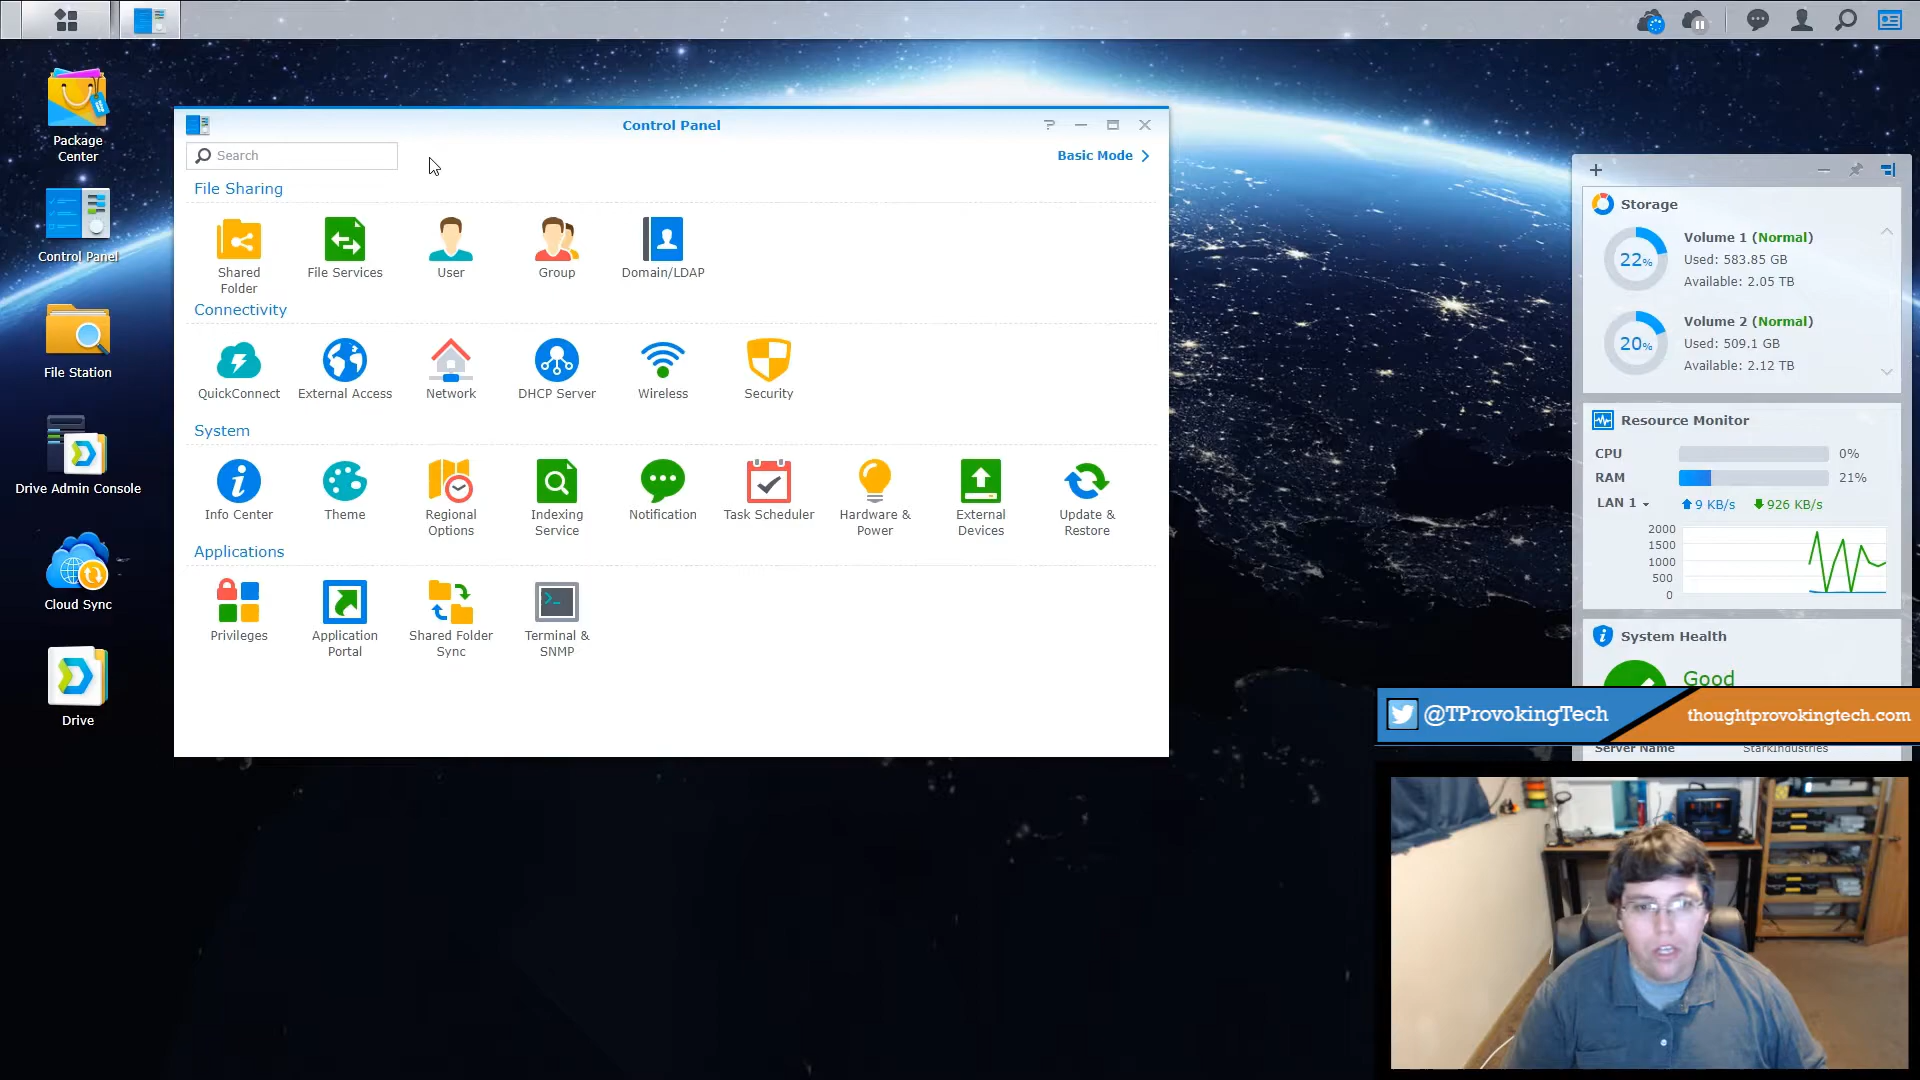 Package
Center
Control Panel
File Station
Drive Admin Console
Cloud Sync
Drive
Control Panel
Search
Basic Mode
File Sharing
Shared
Folder
File Services
User
Group
Domain/LDAP
Connectivity
QuickConnect
External Access
Network
DHCP Server
Wireless
Security
System
Info Center
Theme
Regional
Options
Indexing
Service
Notification
Task Scheduler
Hardware &
Power
External
Devices
Update &
Restore
Applications
Privileges
Application
Portal
Shared Folder
Sync
Terminal &
SNMP
Storage
22%
Volume 1 (Normal)
Used: 583.85 GB
Available: 2.05 TB
20%
Volume 2 (Normal)
Used: 509.1 GB
Available: 2.12 TB
Resource Monitor
CPU 0%
RAM 21%
LAN 1 9 KB/s 926 KB/s
2000
1500
1000
500
0
System Health
Good
@TProvokingTech
thoughtprovokingtech.com
Server Name StarkIndustries